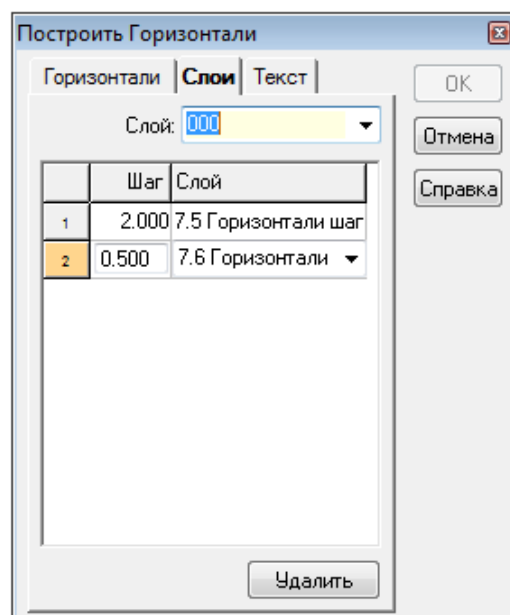 Построить Горизонтали
Горизонтали Слои Текст
OK
Слой: 000
Отмена
Справка
Шаг Слой
1 2.000 7.5 Горизонтали шаг
2 0.500 7.6 Горизонтали
Удалить